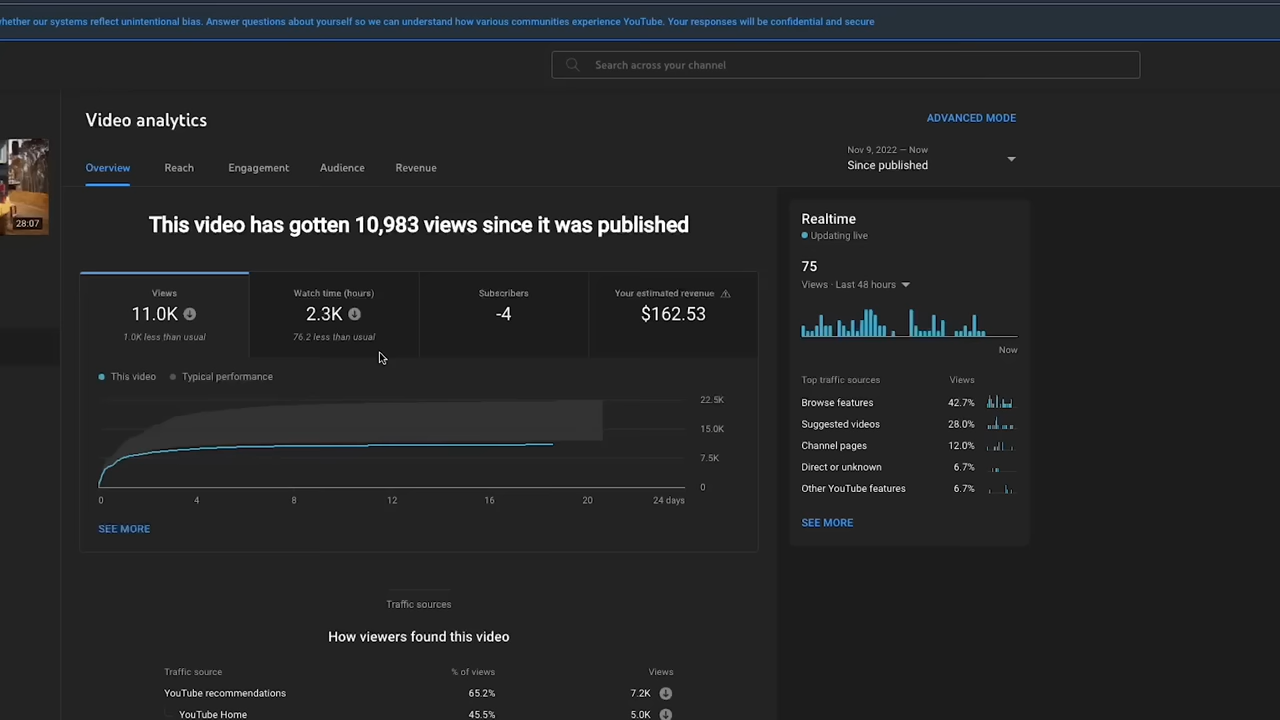 whether our systems reflect unintentional bias. Answer questions about yourself so we can understand how various communities experience YouTube. Your responses will be confidential and secure
Search across your channel
Video analytics
ADVANCED MODE
Overview
Reach
Engagement
Audience
Revenue
Nov 9, 2022 — Now
Since published
28:07
This video has gotten 10,983 views since it was published
Views
11.0K
1.0K less than usual
Watch time (hours)
2.3K
76.2 less than usual
Subscribers
-4
Your estimated revenue
$162.53
This video
Typical performance
22.5K
15.0K
7.5K
0
0 4 8 12 16 20 24 days
SEE MORE
Realtime
Updating live
75
Views · Last 48 hours
Now
Top traffic sources Views
Browse features 42.7%
Suggested videos 28.0%
Channel pages 12.0%
Direct or unknown 6.7%
Other YouTube features 6.7%
SEE MORE
Traffic sources
How viewers found this video
Traffic source % of views Views
YouTube recommendations 65.2% 7.2K
YouTube Home 45.5% 5.0K